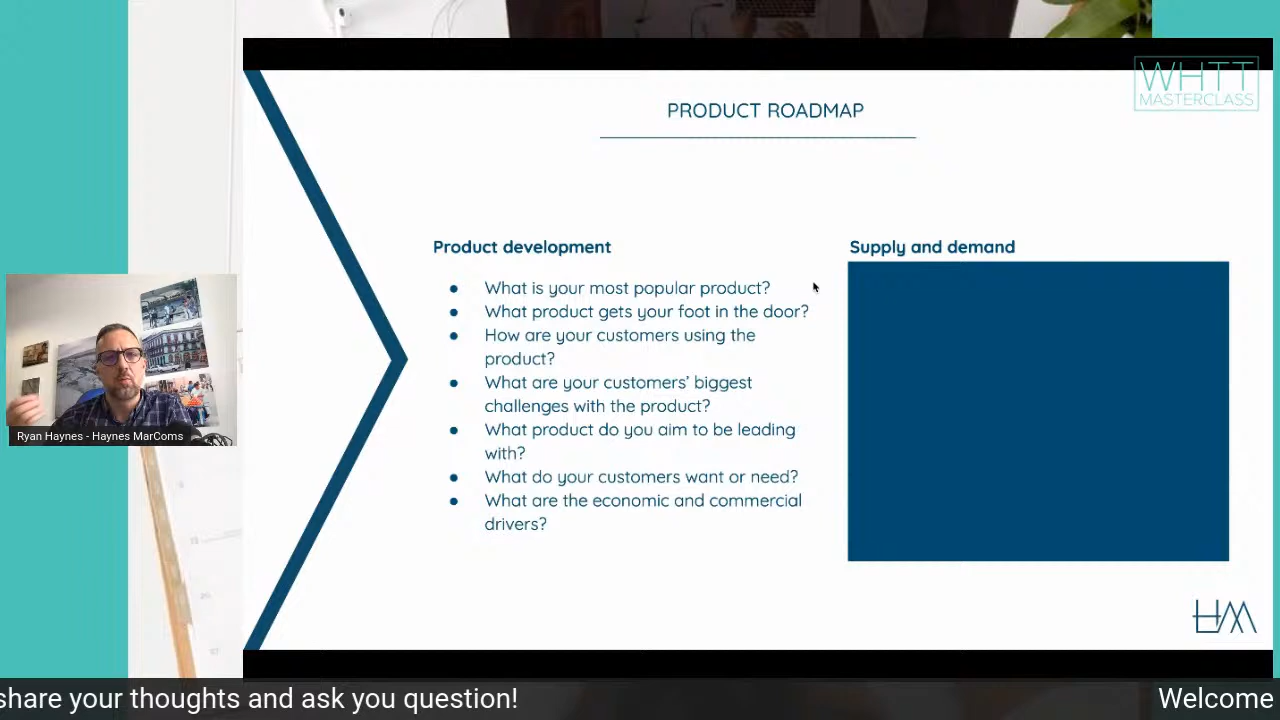 WHTT
MASTERCLASS
PRODUCT ROADMAP
Product development
● What is your most popular product?
● What product gets your foot in the door?
● How are your customers using the
product?
● What are your customers’ biggest
challenges with the product?
● What product do you aim to be leading
with?
● What do your customers want or need?
● What are the economic and commercial
drivers?
Supply and demand
Ryan Haynes - Haynes MarComs
HM
share your thoughts and ask you question!
Welcome